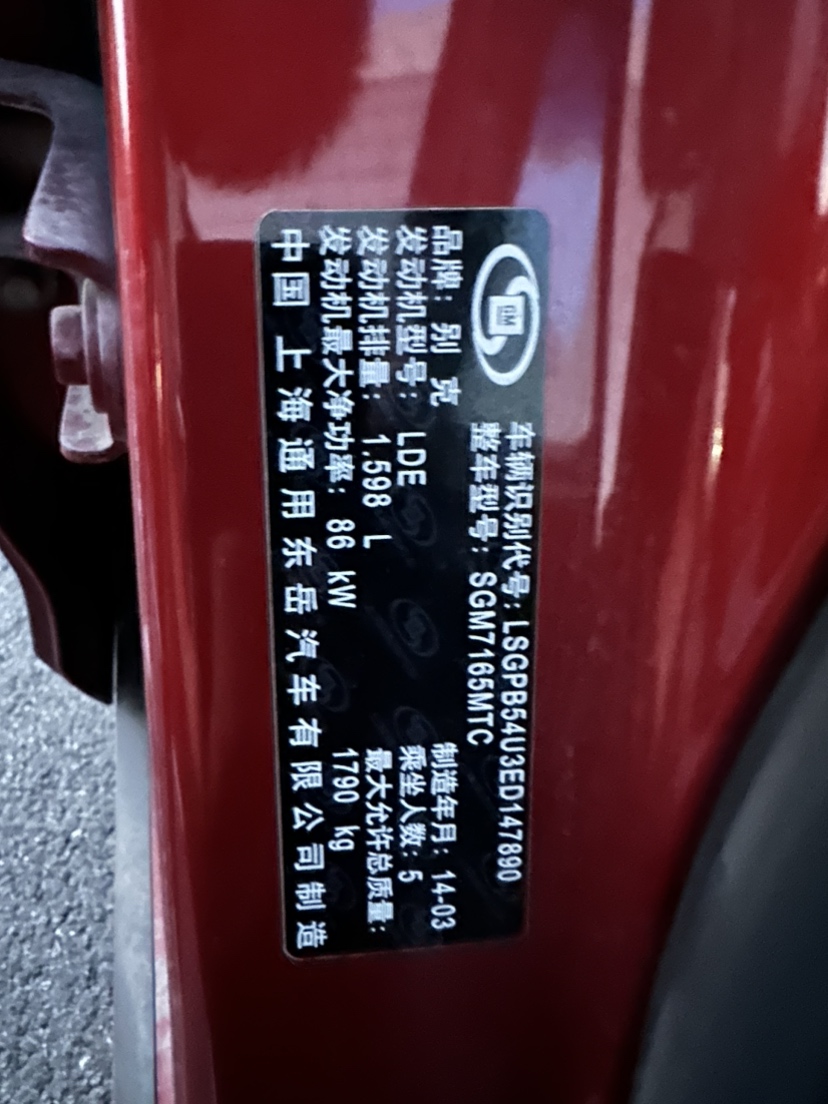 GM
车辆识别代号: LSGPB54U3ED147890
整车型号: SGM7165MTC
品牌: 别克 制造年月: 14-03
发动机型号: LDE 乘坐人数: 5
发动机排量: 1.598 L 最大允许总质量:
发动机最大净功率: 86 kW 1790 kg
中国 上海通用东岳汽车有限公司制造